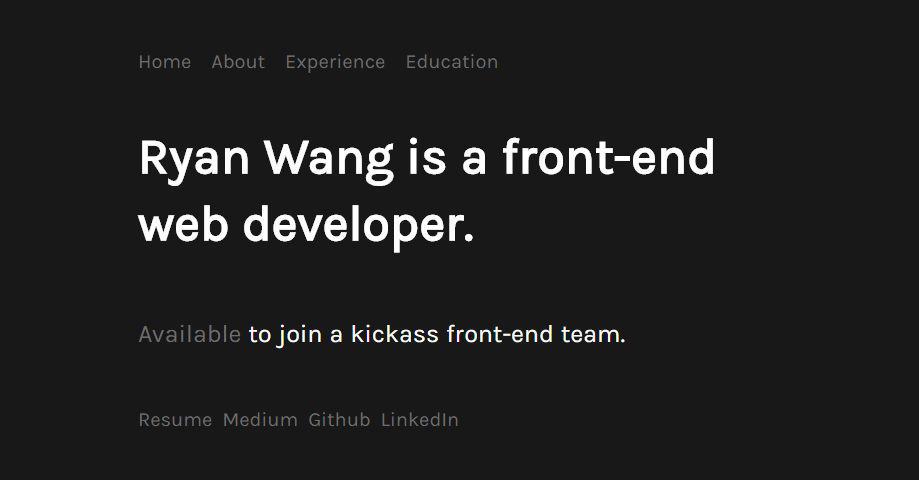 Home About Experience Education
Ryan Wang is a front-end
web developer.
Available to join a kickass front-end team.
Resume Medium Github LinkedIn